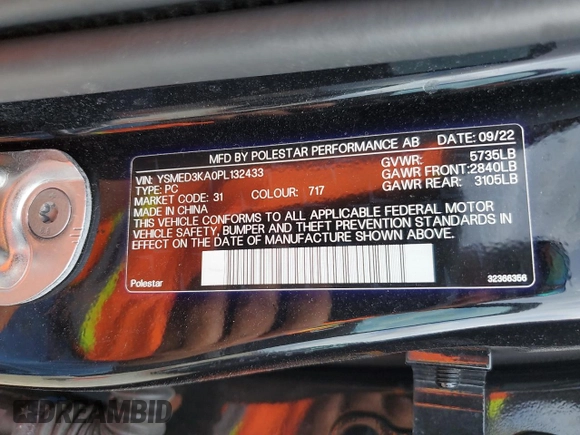 MFD BY POLESTAR PERFORMANCE AB DATE: 09/22
VIN: YSMED3KA0PL132433 GVWR: 5735LB
TYPE: PC GAWR FRONT:2840LB
MARKET CODE: 31 COLOUR: 717 GAWR REAR: 3105LB
MADE IN CHINA
THIS VEHICLE CONFORMS TO ALL APPLICABLE FEDERAL MOTOR
VEHICLE SAFETY, BUMPER AND THEFT PREVENTION STANDARDS IN
EFFECT ON THE DATE OF MANUFACTURE SHOWN ABOVE.
Polestar 32366356
DRZAMBID